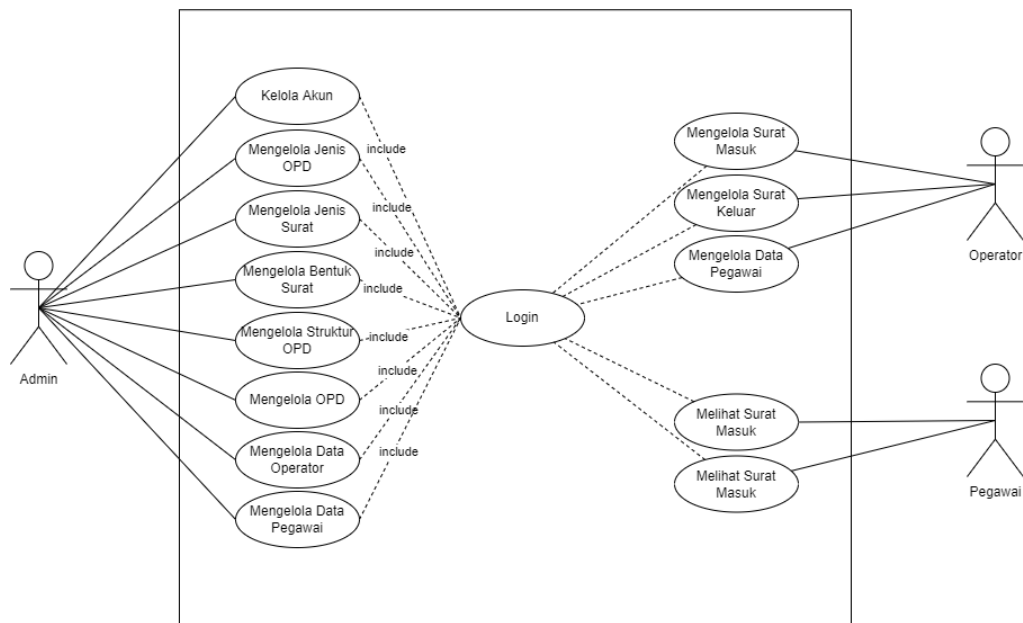 Kelola Akun
Mengelola Jenis
OPD
Mengelola Jenis
Surat
Mengelola Bentuk
Surat
Mengelola Struktur
OPD
Mengelola OPD
Mengelola Data
Operator
Mengelola Data
Pegawai
include
include
include
include
include
include
include
include
Admin
Login
Mengelola Surat
Masuk
Mengelola Surat
Keluar
Mengelola Data
Pegawai
Operator
Melihat Surat
Masuk
Melihat Surat
Masuk
Pegawai